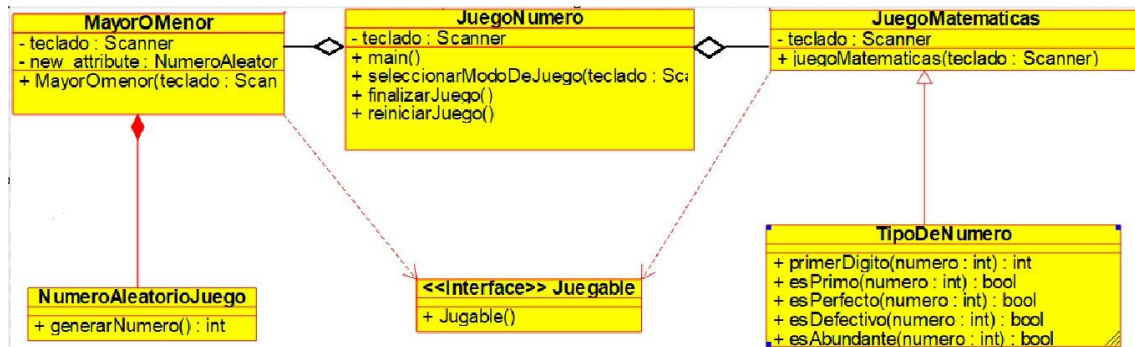 MayorOMenor
- teclado : Scanner
- new_attribute : NumeroAleator
+ MayorOmenor(teclado : Scan
JuegoNumero
- teclado : Scanner
+ main()
+ seleccionarModoDeJuego(teclado : Sca
+ finalizarJuego()
+ reiniciarJuego()
JuegoMatematicas
- teclado : Scanner
+ juegoMatematicas(teclado : Scanner)
NumeroAleatorioJuego
+ generarNumero() : int
<<Interface>> Juegable
+ Jugable()
TipoDeNumero
+ primerDigito(numero : int) : int
+ esPrimo(numero : int) : bool
+ esPerfecto(numero : int) : bool
+ esDefectivo(numero : int) : bool
+ esAbundante(numero : int) : bool